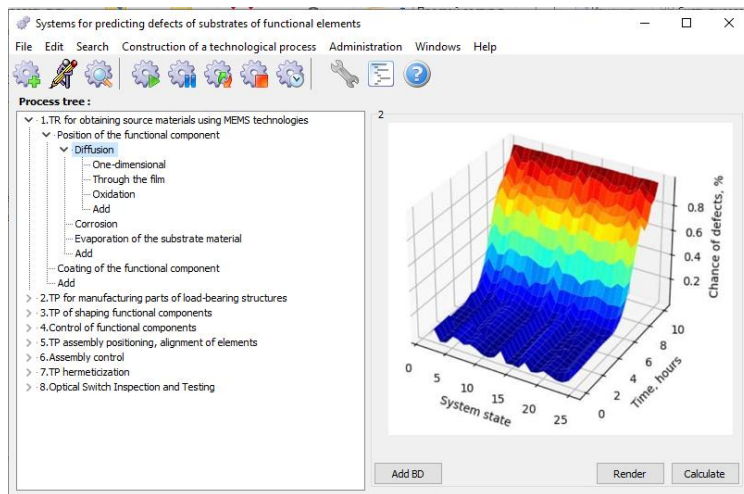 Systems for predicting defects of substrates of functional elements
File Edit Search Construction of a technological process Administration Windows Help
Process tree :
1.TR for obtaining source materials using MEMS technologies
Position of the functional component
Diffusion
One-dimensional
Through the film
Oxidation
Add
Corrosion
Evaporation of the substrate material
Add
Coating of the functional component
Add
2.TP for manufacturing parts of load-bearing structures
3.TP of shaping functional components
4.Control of functional components
5.TP assembly positioning, alignment of elements
6.Assembly control
7.TP hermeticization
8.Optical Switch Inspection and Testing
2
0.8
0.6
0.4
0.2
Chance of defects, %
10
8
6
4
2
0
Time, hours
0
5
10
15
20
25
System state
Add BD
Render
Calculate